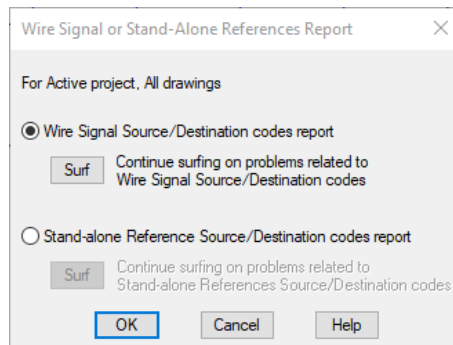 Wire Signal or Stand-Alone References Report
For Active project, All drawings
Wire Signal Source/Destination codes report
Surf
Continue surfing on problems related to
Wire Signal Source/Destination codes
Stand-alone Reference Source/Destination codes report
Surf
Continue surfing on problems related to
Stand-alone References Source/Destination codes
OK Cancel Help